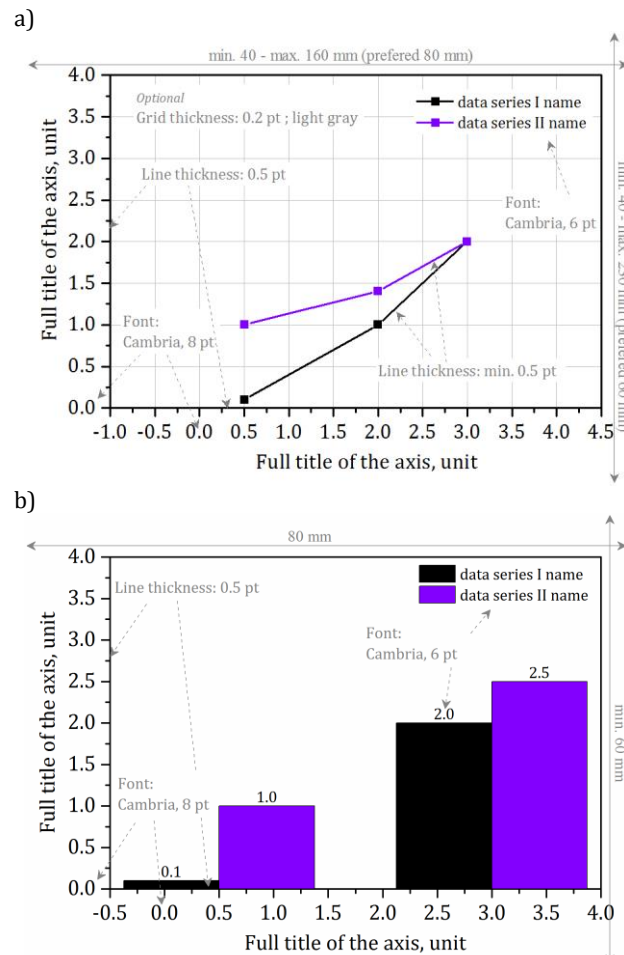 a)
min. 40 - max. 160 mm (prefered 80 mm)
4.0
3.5
3.0
2.5
2.0
1.5
1.0
0.5
0.0
Full title of the axis, unit
Optional
Grid thickness: 0.2 pt ; light gray
data series I name
data series II name
Line thickness: 0.5 pt
Font:
Cambria, 6 pt
Font:
Cambria, 8 pt
Line thickness: min. 0.5 pt
min. 40 - max. 230 mm (prefered 60 mm)
-1.0 -0.5 0.0 0.5 1.0 1.5 2.0 2.5 3.0 3.5 4.0 4.5
Full title of the axis, unit
b)
80 mm
4.0
3.5
3.0
2.5
2.0
1.5
1.0
0.5
0.0
Full title of the axis, unit
Line thickness: 0.5 pt
data series I name
data series II name
Font:
Cambria, 6 pt
2.5
2.0
Font:
Cambria, 8 pt
1.0
0.1
min. 60 mm
-0.5 0.0 0.5 1.0 1.5 2.0 2.5 3.0 3.5 4.0
Full title of the axis, unit